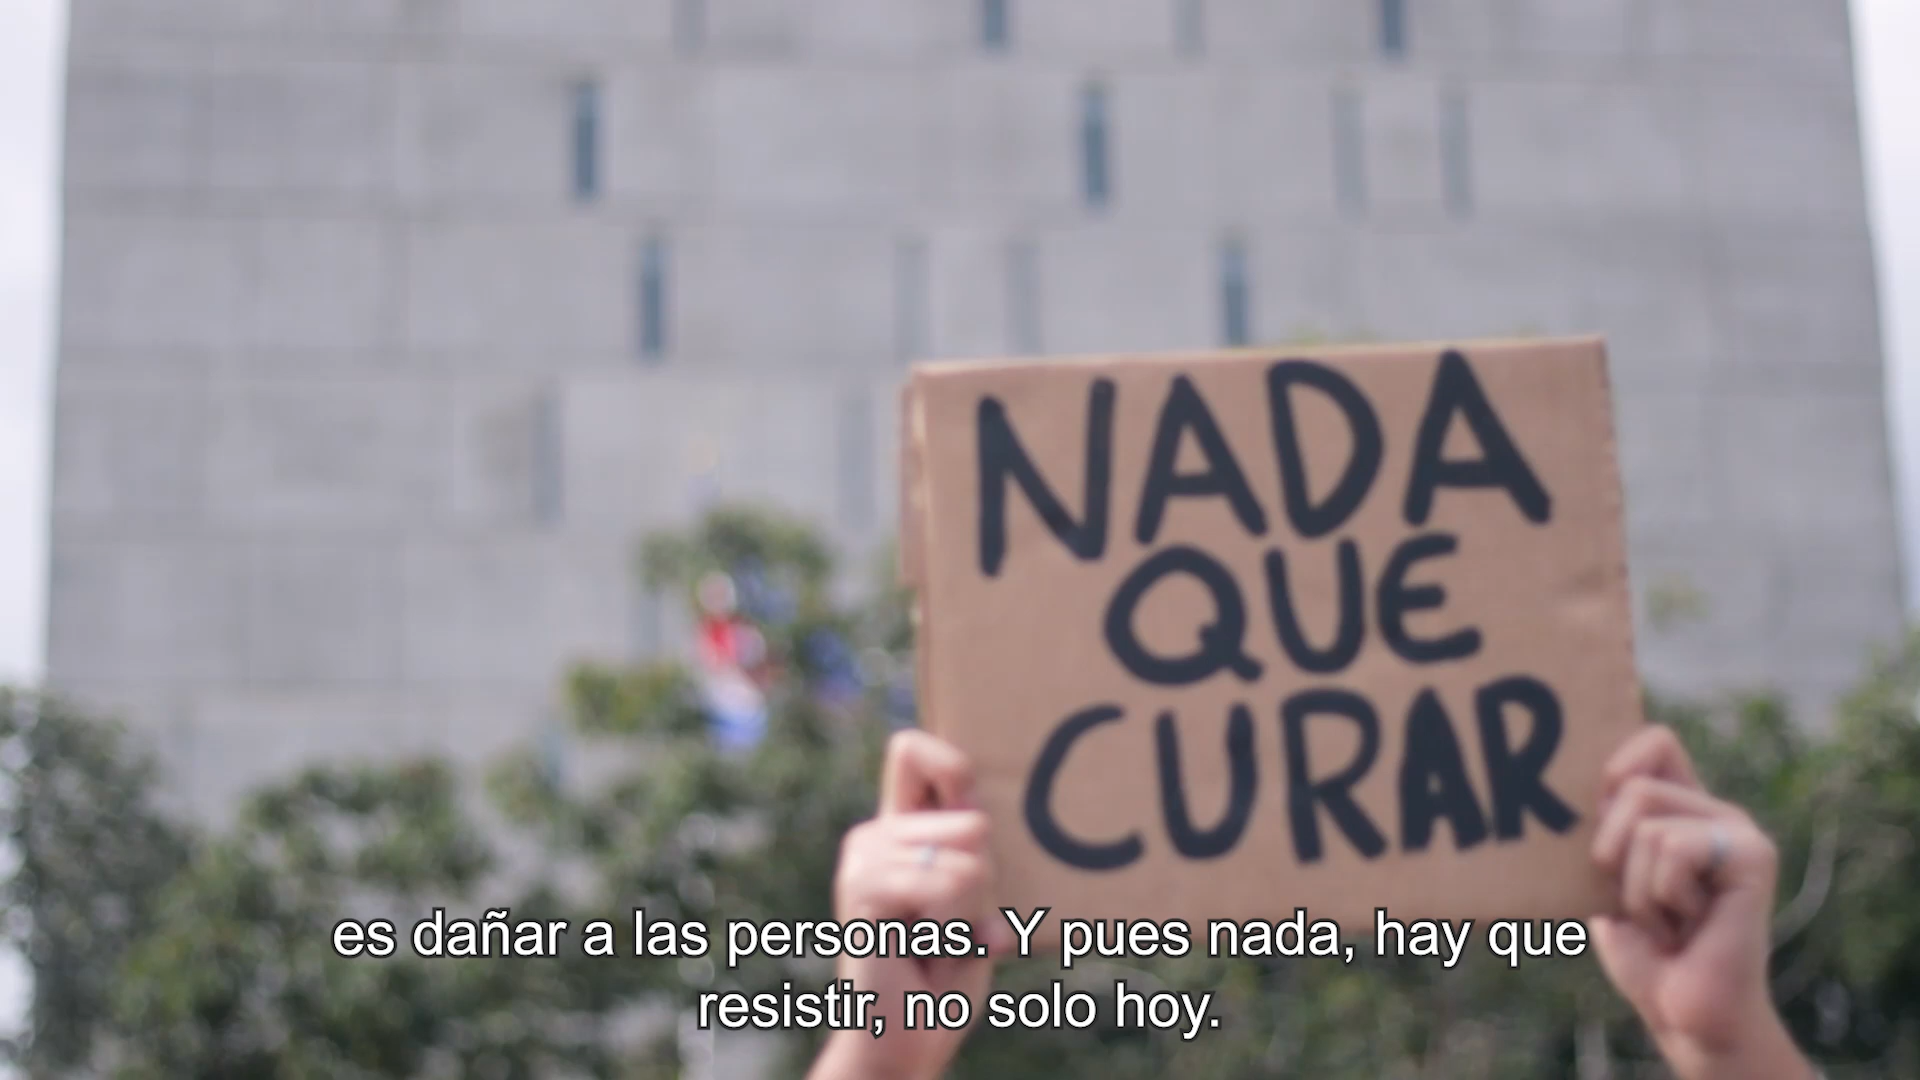 NADA
QUE
CURAR
es dañar a las personas. Y pues nada, hay que
resistir, no solo hoy.